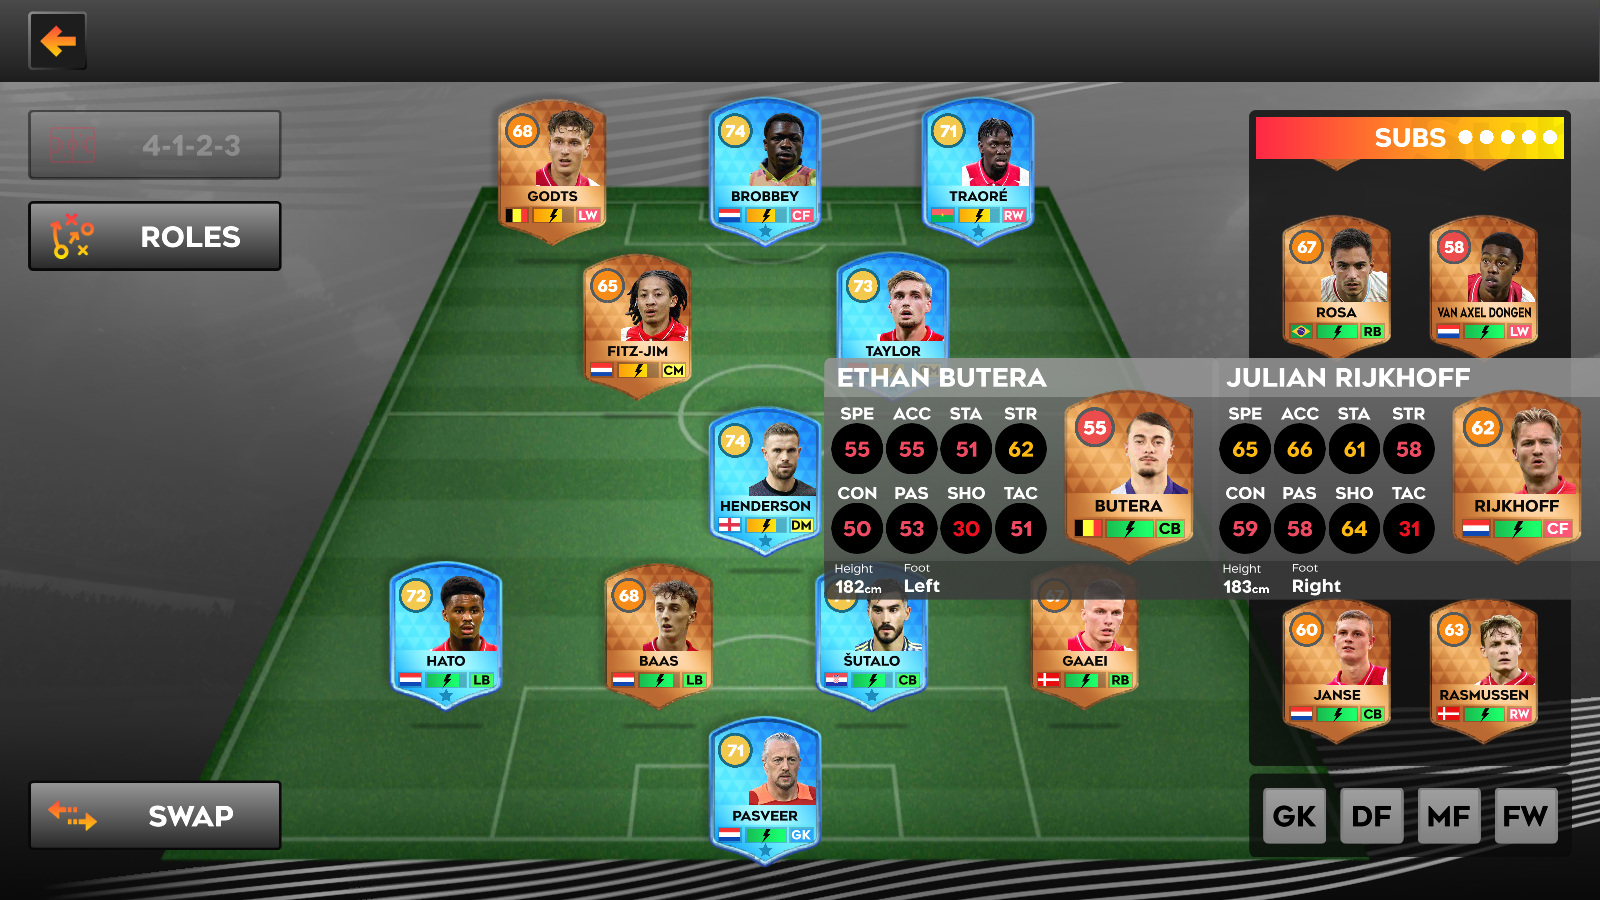 4-1-2-3
ROLES
SWAP
68
GODTS
LW
74
BROBBEY
CF
71
TRAORÉ
RW
65
FITZ-JIM
CM
73
TAYLOR
74
HENDERSON
DM
72
HATO
LB
68
BAAS
LB
ŠUTALO
CB
67
GAAEI
RB
71
PASVEER
GK
SUBS
67
ROSA
RB
58
VAN AXEL DONGEN
LW
ETHAN BUTERA
SPE ACC STA STR
55 55 51 62
CON PAS SHO TAC
50 53 30 51
Height Foot
182cm Left
55
BUTERA
CB
JULIAN RIJKHOFF
SPE ACC STA STR
65 66 61 58
CON PAS SHO TAC
59 58 64 31
Height Foot
183cm Right
62
RIJKHOFF
CF
60
JANSE
CB
63
RASMUSSEN
RW
GK DF MF FW